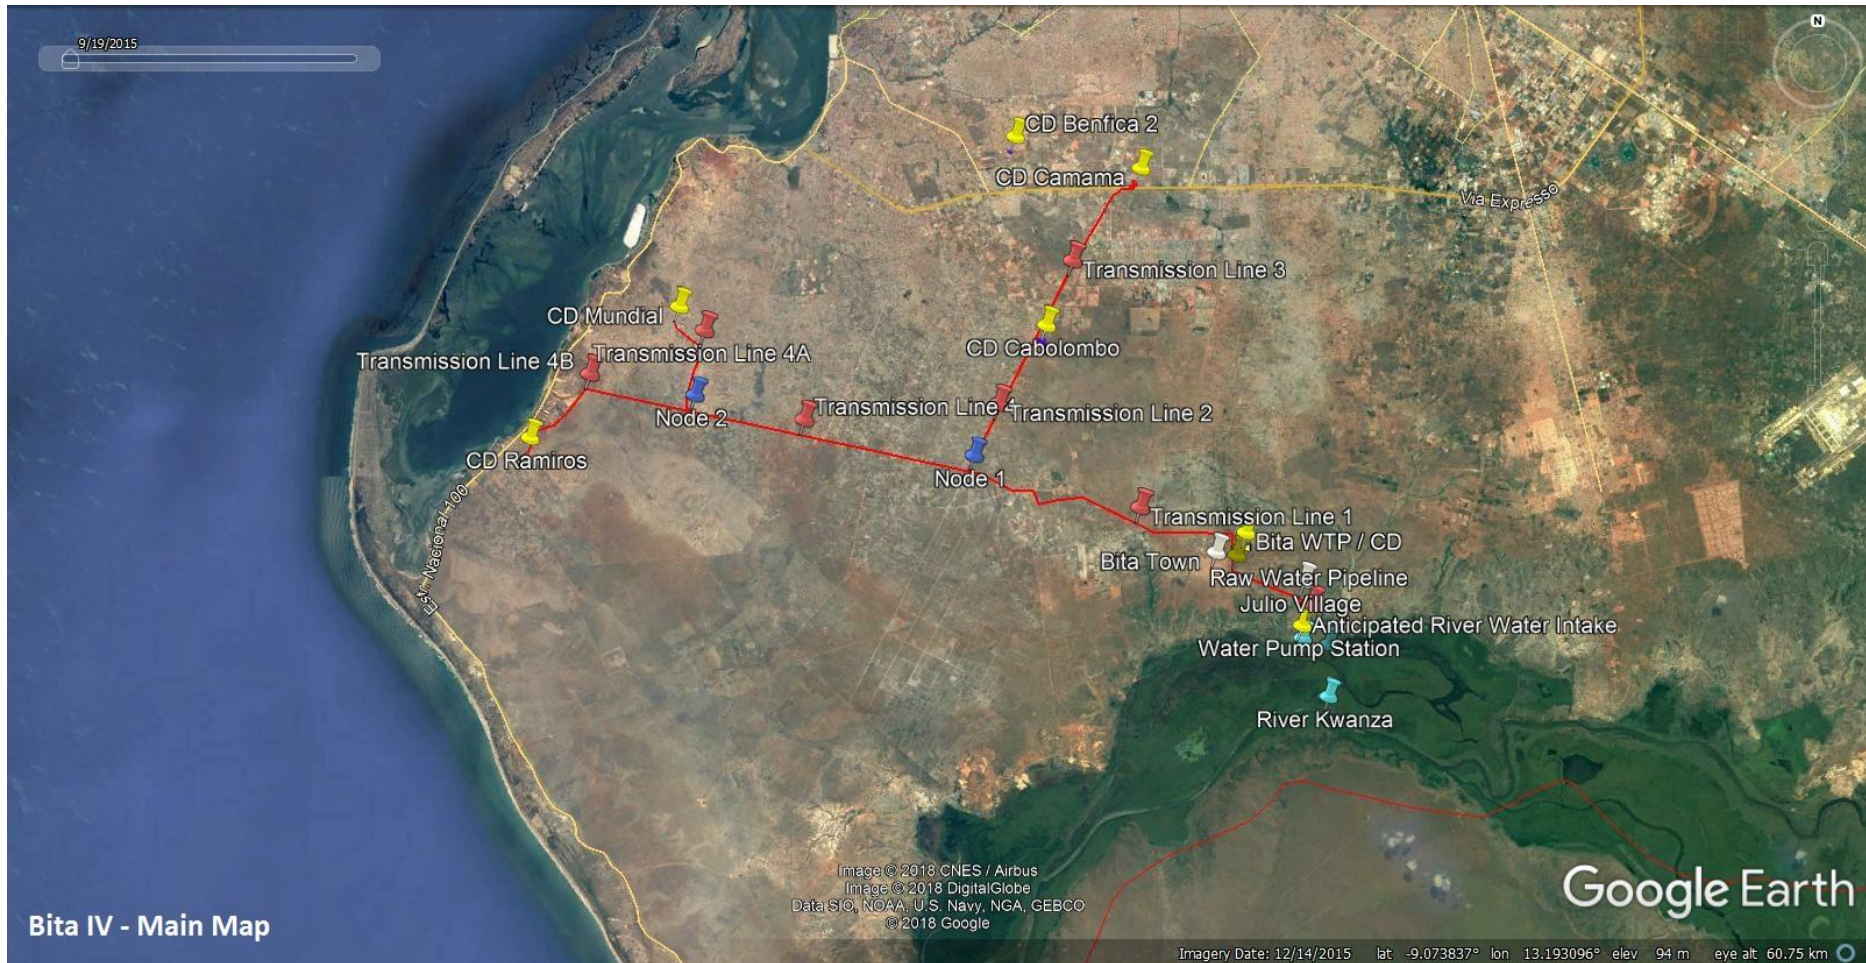 9/19/2015
N
CD Benfica 2
CD Camama
Via Expresso
Transmission Line 3
CD Mundial
CD Cabolombo
Transmission Line 4B
Transmission Line 4A
Transmission Line 4
Transmission Line 2
Node 2
CD Ramiros
Node 1
Estr. Nacional 100
Transmission Line 1
Bita WTP / CD
Bita Town
Raw Water Pipeline
Julio Village
Anticipated River Water Intake
Water Pump Station
River Kwanza
Image © 2018 CNES / Airbus
Image © 2018 DigitalGlobe
Data SIO, NOAA, U.S. Navy, NGA, GEBCO
© 2018 Google
Google Earth
Bita IV - Main Map
Imagery Date: 12/14/2015 lat -9.073837° lon 13.193096° elev 94 m eye alt 60.75 km